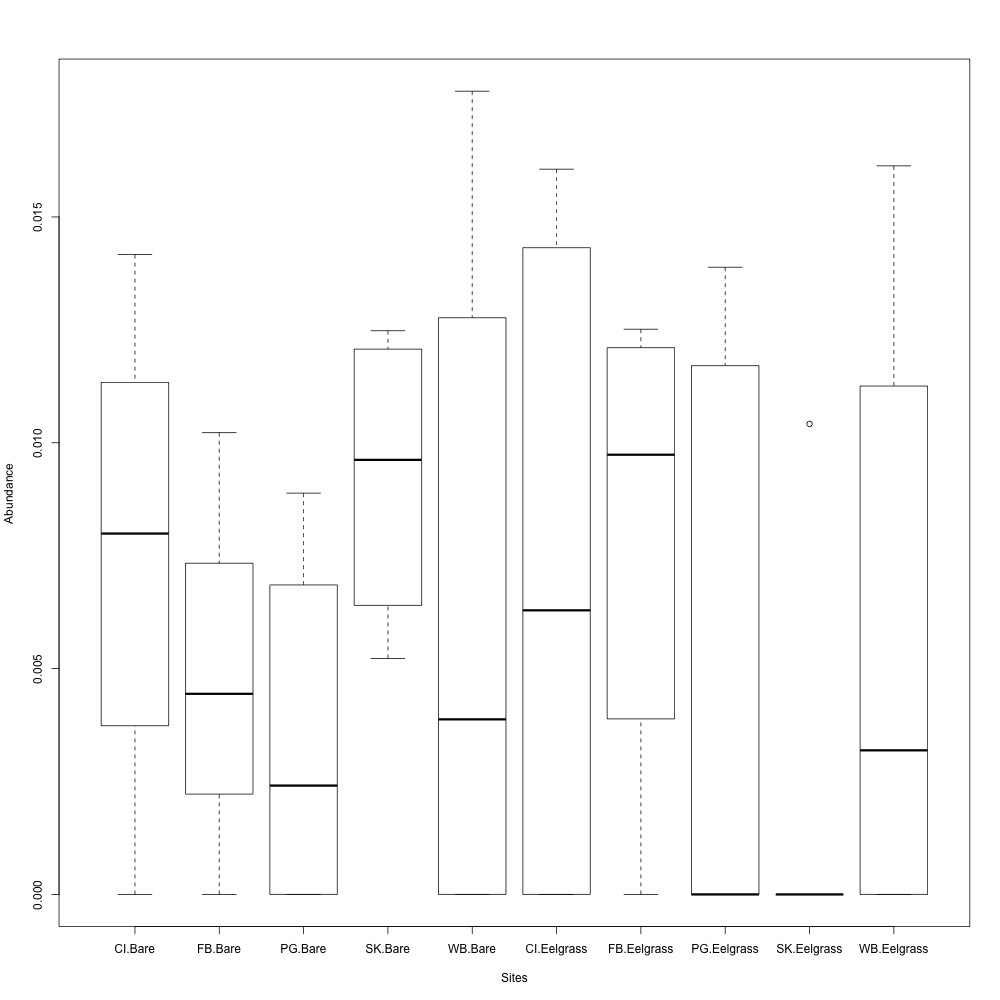 Abundance
0.015
0.010
0.005
0.000
CI.Bare FB.Bare PG.Bare SK.Bare WB.Bare CI.Eelgrass FB.Eelgrass PG.Eelgrass SK.Eelgrass WB.Eelgrass
Sites